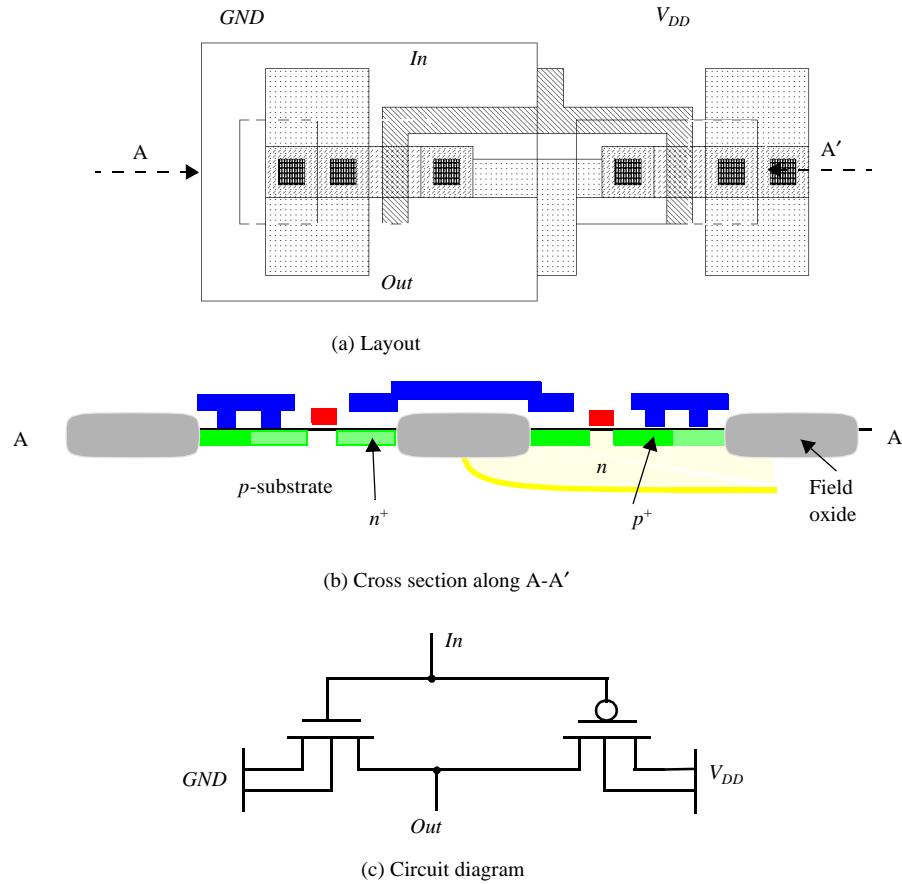 GND V_DD
In
A A′
Out
(a) Layout
A A
p-substrate n
n⁺ p⁺ Field
oxide
(b) Cross section along A-A′
In
GND V_DD
Out
(c) Circuit diagram